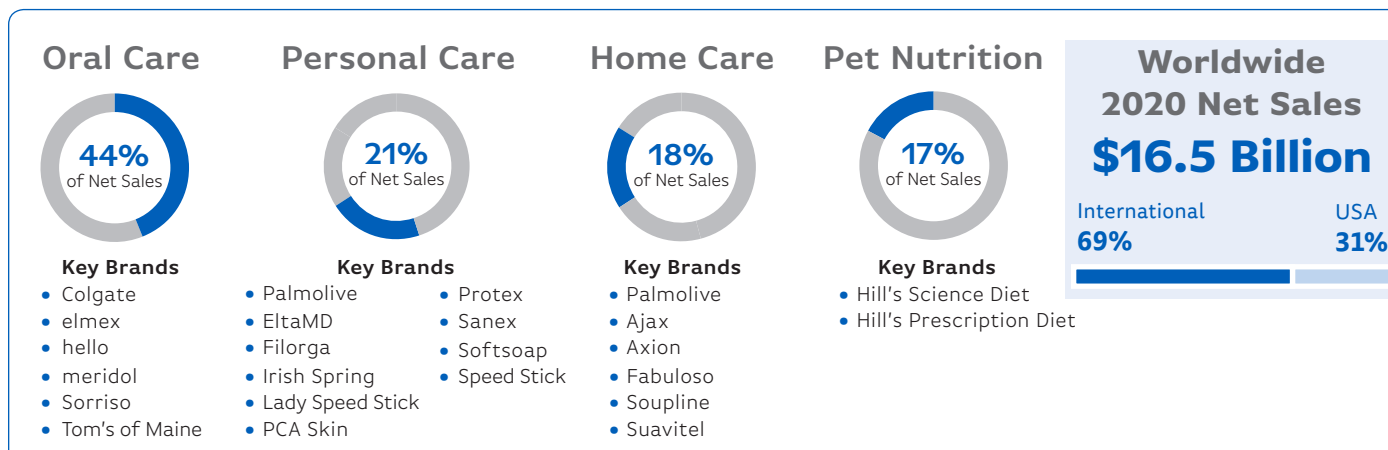 Oral Care
44%
of Net Sales
Key Brands
• Colgate
• elmex
• hello
• meridol
• Sorriso
• Tom's of Maine
Personal Care
21%
of Net Sales
Key Brands
• Palmolive
• EltaMD
• Filorga
• Irish Spring
• Lady Speed Stick
• PCA Skin
• Protex
• Sanex
• Softsoap
• Speed Stick
Home Care
18%
of Net Sales
Key Brands
• Palmolive
• Ajax
• Axion
• Fabuloso
• Soupline
• Suavitel
Pet Nutrition
17%
of Net Sales
Key Brands
• Hill's Science Diet
• Hill's Prescription Diet
Worldwide
2020 Net Sales
$16.5 Billion
International
69%
USA
31%